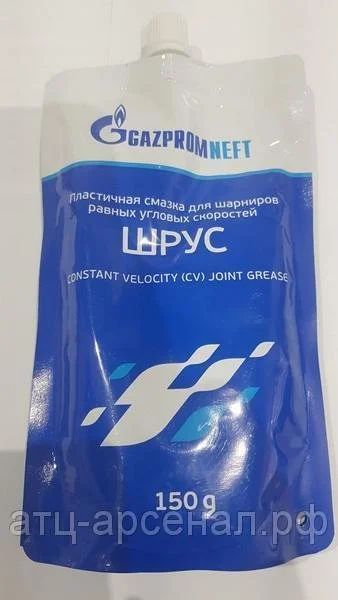 GAZPROMNEFT
Пластичная смазка для шарниров
равных угловых скоростей
ШРУС
CONSTANT VELOCITY (CV) JOINT GREASE
150 g
атц-арсенал.рф